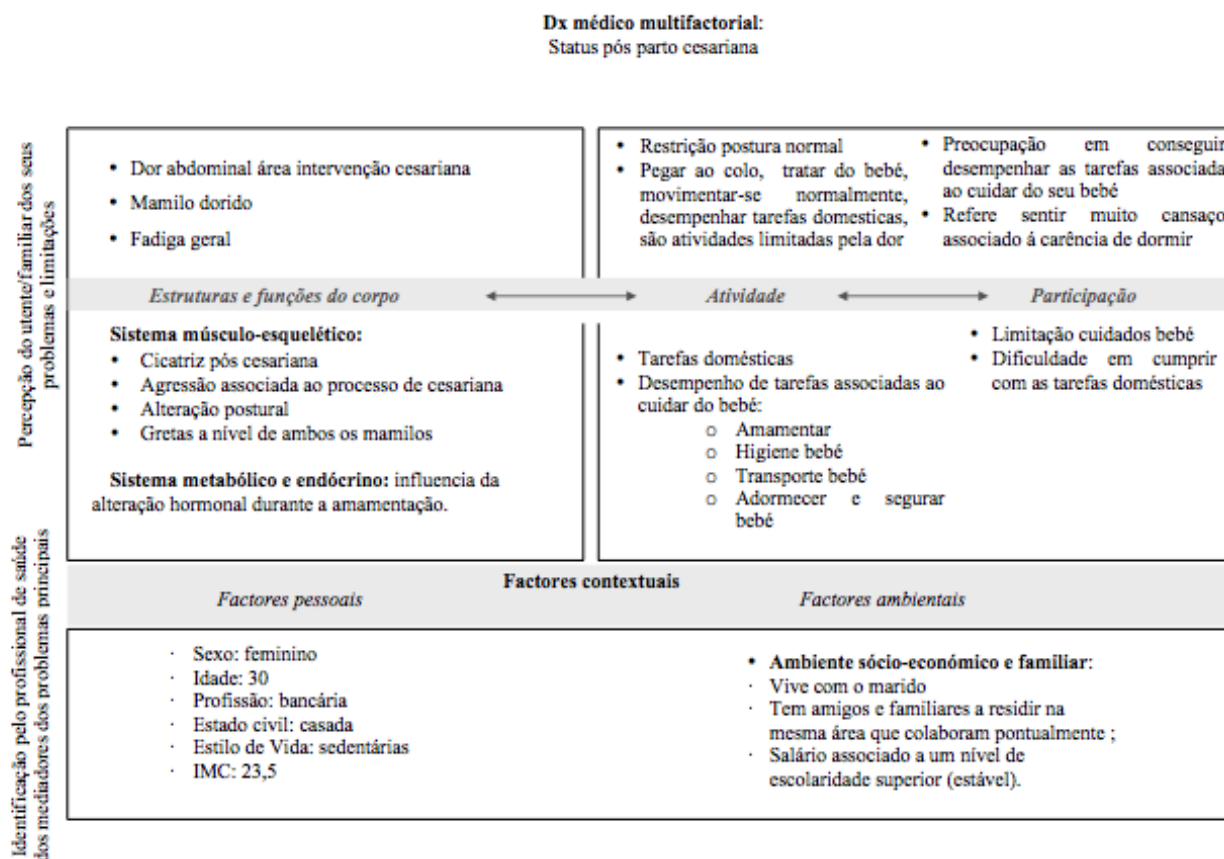 Dx médico multifactorial:
Status pós parto cesariana
Percepção do utente/familiar dos seus
problemas e limitações
• Dor abdominal área intervenção cesariana
• Mamilo dorido
• Fadiga geral
• Restrição postura normal
• Pegar ao colo, tratar do bebé,
movimentar-se normalmente,
desempenhar tarefas domesticas,
são atividades limitadas pela dor
• Preocupação em conseguir
desempenhar as tarefas associada
ao cuidar do seu bebé
• Refere sentir muito cansaço
associado á carência de dormir
Estruturas e funções do corpo
Atividade
Participação
Sistema músculo-esquelético:
• Cicatriz pós cesariana
• Agressão associada ao processo de cesariana
• Alteração postural
• Gretas a nível de ambos os mamilos
Sistema metabólico e endócrino: influencia da
alteração hormonal durante a amamentação.
• Tarefas domésticas
• Desempenho de tarefas associadas ao
cuidar do bebé:
o Amamentar
o Higiene bebé
o Transporte bebé
o Adormecer e segurar
bebé
• Limitação cuidados bebé
• Dificuldade em cumprir
com as tarefas domésticas
Identificação pelo profissional de saúde
dos mediadores dos problemas principais
Factores contextuais
Factores pessoais
Factores ambientais
· Sexo: feminino
· Idade: 30
· Profissão: bancária
· Estado civil: casada
· Estilo de Vida: sedentárias
· IMC: 23,5
• Ambiente sócio-económico e familiar:
· Vive com o marido
· Tem amigos e familiares a residir na
mesma área que colaboram pontualmente ;
· Salário associado a um nível de
escolaridade superior (estável).